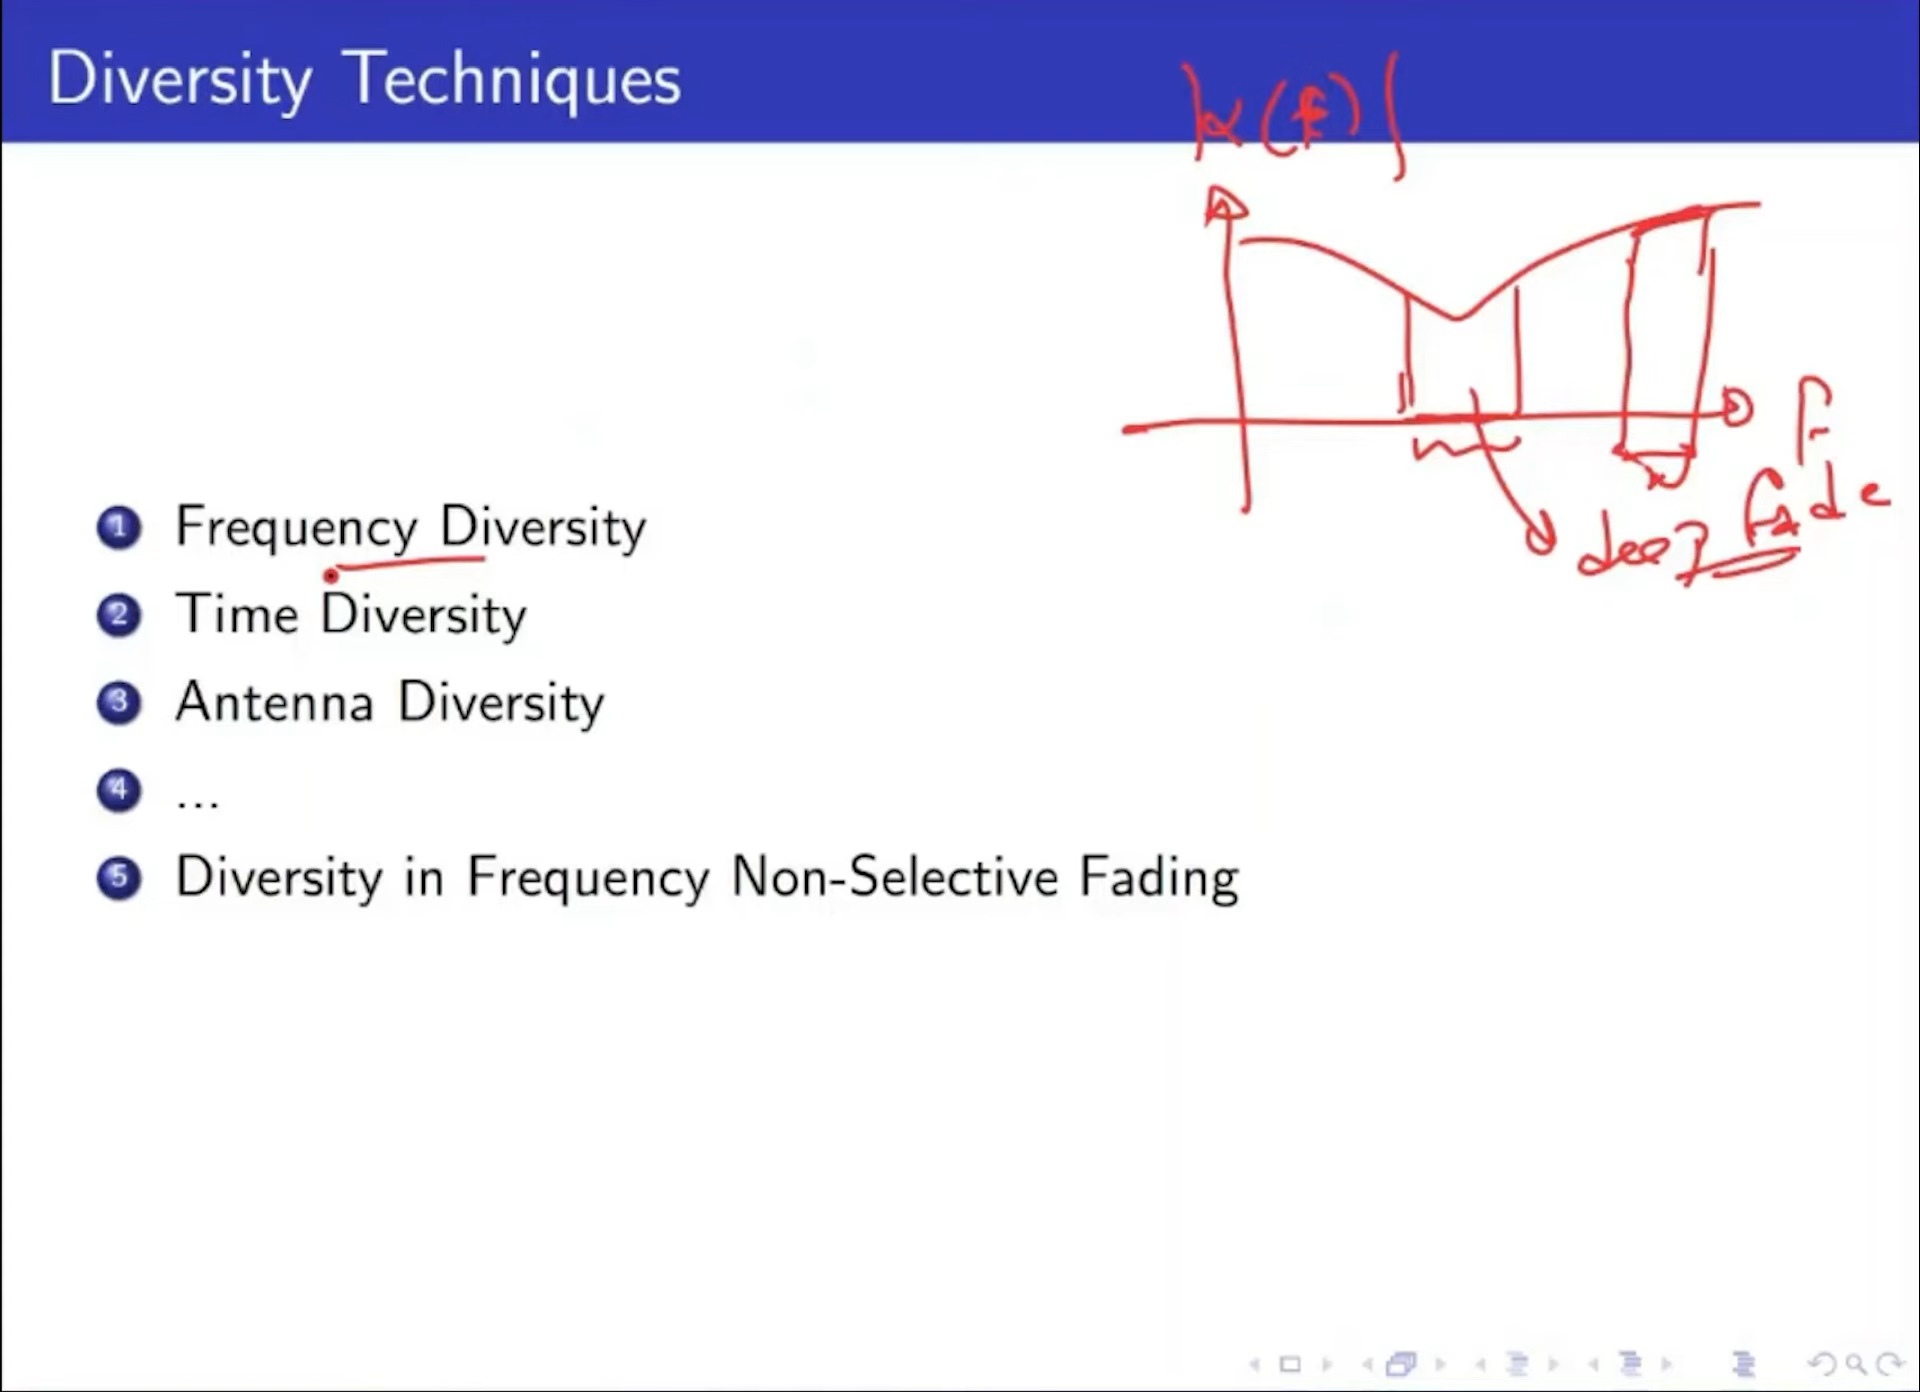 Diversity Techniques
|α(f)|
F
deep fade
1 Frequency Diversity
2 Time Diversity
3 Antenna Diversity
4 ...
5 Diversity in Frequency Non-Selective Fading